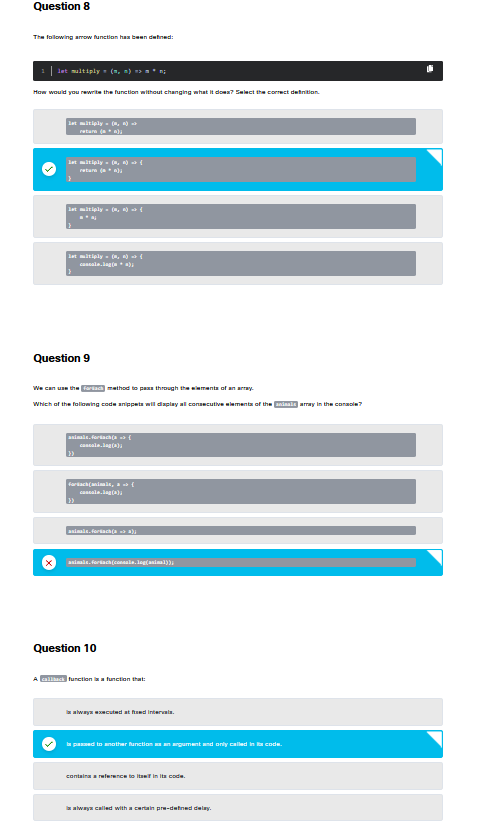 Question 8
The following arrow function has been defined:
1 let multiply = (m, n) => m * n;
How would you rewrite the function without changing what it does? Select the correct definition.
let multiply = (m, n) =>
return (m * n);
let multiply = (m, n) => {
return (m * n);
}
let multiply = (m, n) => {
m * n;
}
let multiply = (m, n) => {
console.log(m * n);
}
Question 9
We can use the forEach method to pass through the elements of an array.
Which of the following code snippets will display all consecutive elements of the animals array in the console?
animals.forEach(a => {
console.log(a);
})
forEach(animals, a => {
console.log(a);
})
animals.forEach(a => a);
animals.forEach(console.log(animal));
Question 10
A callback function is a function that:
is always executed at fixed intervals.
is passed to another function as an argument and only called in its code.
contains a reference to itself in its code.
is always called with a certain pre-defined delay.